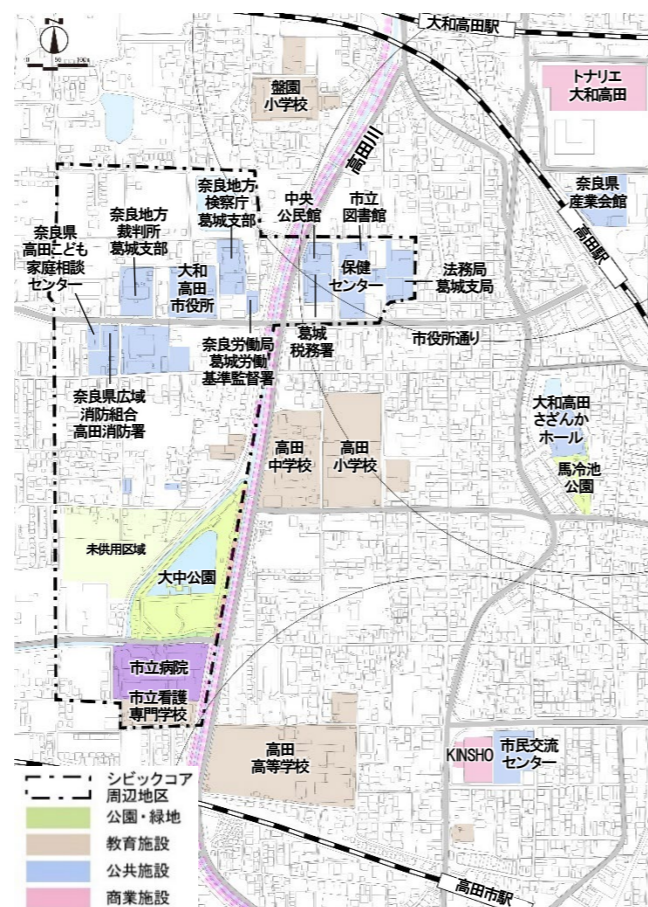 大和高田駅
Z
トナリエ
大和高田
盤園
小学校
高田川
奈良県
産業会館
高田駅
奈良地方
検察庁
葛城支部
中央
公民館
市立
図書館
奈良地方
裁判所
葛城支部
奈良県
高田こども
家庭相談
センター
大和
高田
市役所
保健
センター
法務局
葛城支局
奈良労働局
葛城労働
基準監督署
葛城
税務署
市役所通り
奈良県広域
消防組合
高田消防署
大和高田
さざんか
ホール
馬冷池
公園
高田
中学校
高田
小学校
未供用区域
大中公園
市立病院
市立看護
専門学校
高田
高等学校
KINSHO
市民交流
センター
高田市駅
シビックコア
周辺地区
公園・緑地
教育施設
公共施設
商業施設